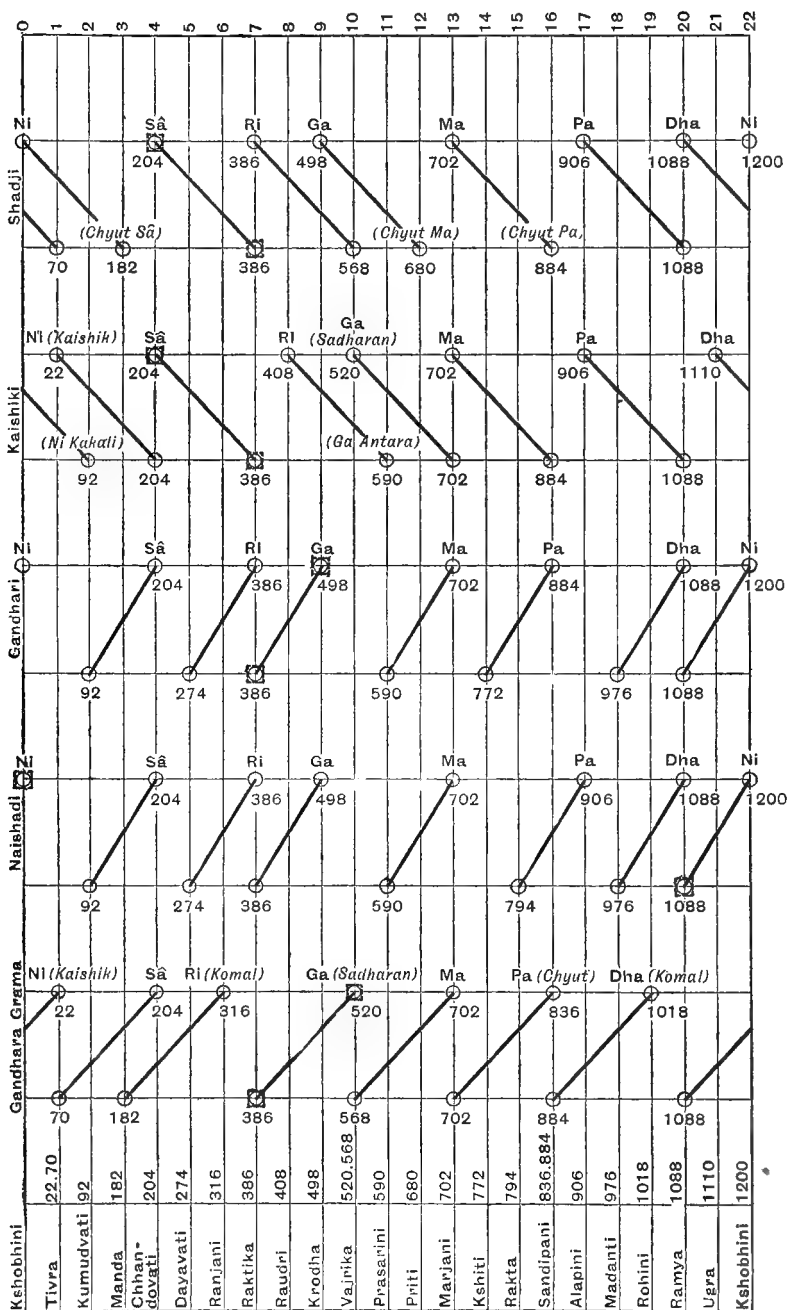 0 1 2 3 4 5 6 7 8 9 10 11 12 13 14 15 16 17 18 19 20 21 22
Shadji
Ni Sâ Ri Ga Ma Pa Dha Ni
204 386 498 702 906 1088 1200
(Chyut Sâ) (Chyut Ma) (Chyut Pa)
70 182 386 568 680 884 1088
Kaishiki
Ni (Kaishik) Sâ Ri Ga (Sadharan) Ma Pa Dha
22 204 408 520 702 906 1110
(Ni Kakali) (Ga Antara)
92 204 386 590 702 884 1088
Gandhari
Ni Sâ Ri Ga Ma Pa Dha Ni
204 386 498 702 884 1088 1200
92 274 386 590 772 976 1088
Naishadi
Ni Sâ Ri Ga Ma Pa Dha Ni
204 386 498 702 906 1088 1200
92 274 386 590 794 976 1088
Gandhara Grama
Ni (Kaishik) Sâ Ri (Komal) Ga (Sadharan) Ma Pa (Chyut) Dha (Komal)
22 204 316 520 702 836 1018
70 182 386 568 702 884 1088
22.70 92 182 204 274 316 386 408 498 520.568 590 680 702 772 794 836.884 906 976 1018 1088 1110 1200
Kshobhini
Tivra
Kumudvati
Manda
Chhan-
dovati
Dayavati
Ranjani
Raktika
Raudri
Krodha
Vajrika
Prasarini
Priti
Marjani
Kshiti
Rakta
Sandipani
Alapini
Madanti
Rohini
Ramya
Ugra
Kshobhini